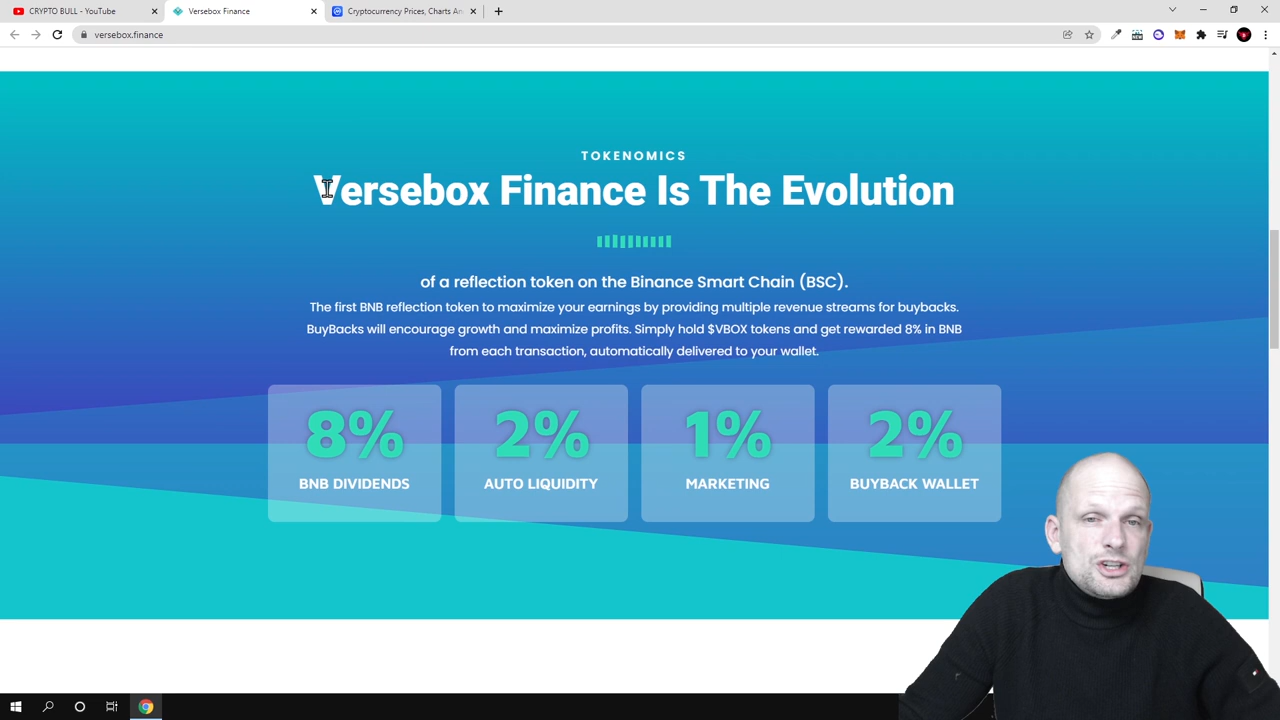 CRYPTO BULL - YouTube
Versebox Finance
Cryptocurrency Prices, Charts An
versebox.finance
TOKENOMICS
Versebox Finance Is The Evolution
of a reflection token on the Binance Smart Chain (BSC).
The first BNB reflection token to maximize your earnings by providing multiple revenue streams for buybacks.
BuyBacks will encourage growth and maximize profits. Simply hold $VBOX tokens and get rewarded 8% in BNB
from each transaction, automatically delivered to your wallet.
8% 2% 1% 2%
BNB DIVIDENDS AUTO LIQUIDITY MARKETING BUYBACK WALLET